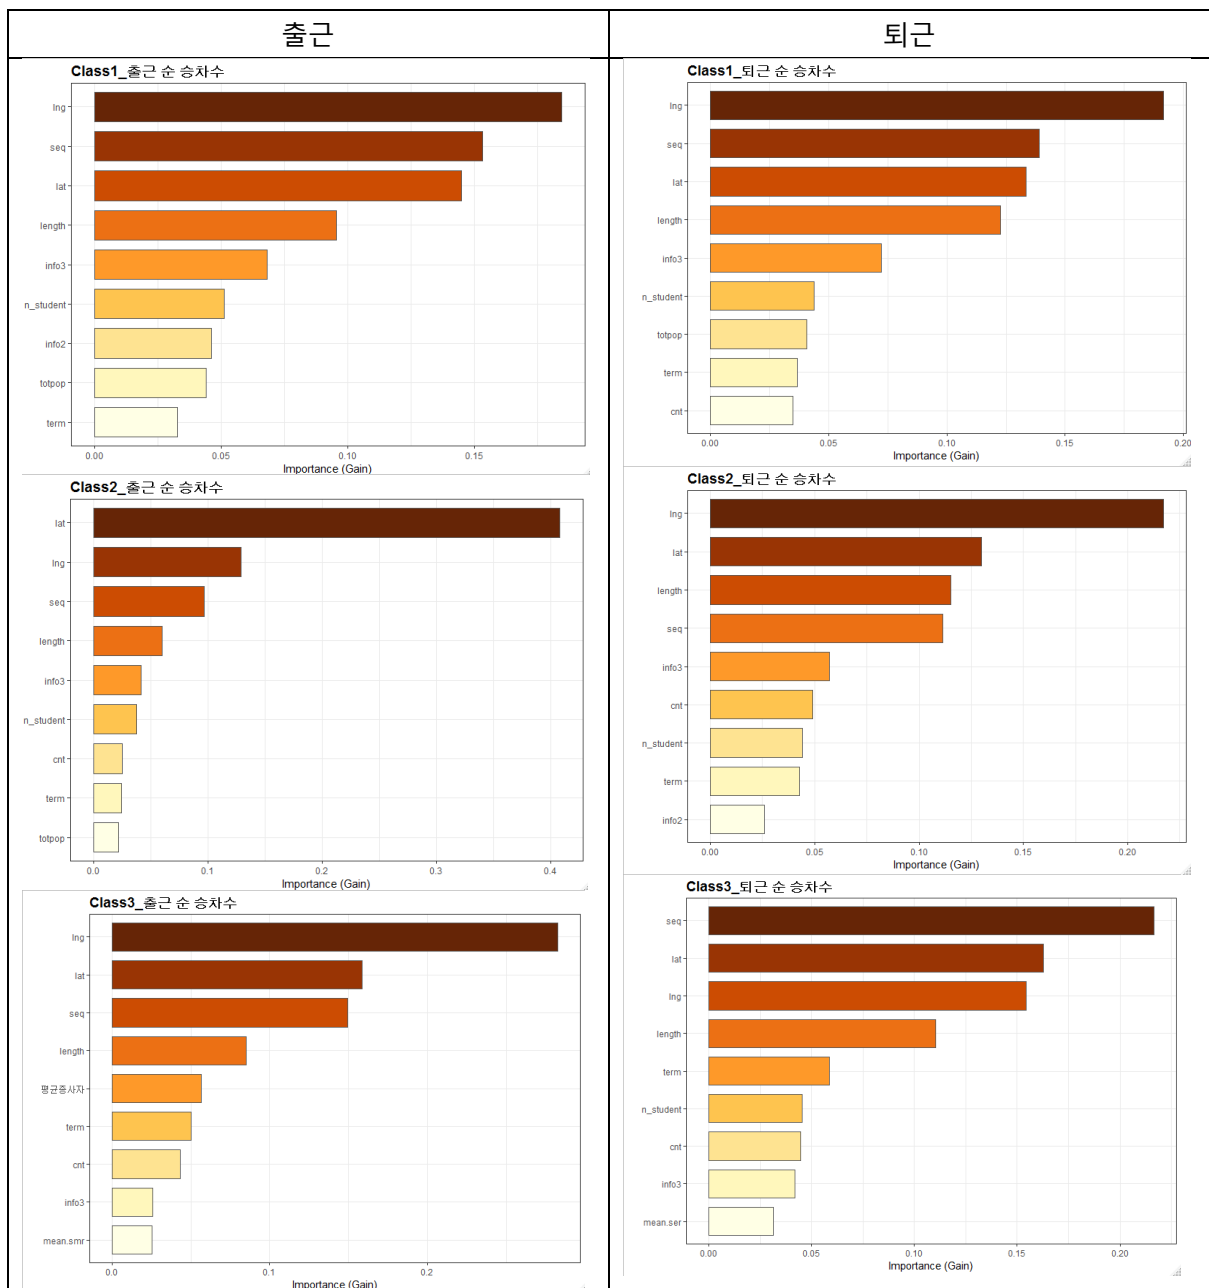 출근
퇴근
Class1_출근 순 승차수
lng
seq
lat
length
info3
n_student
info2
totpop
term
0.00 0.05 0.10 0.15
Importance (Gain)
Class1_퇴근 순 승차수
lng
seq
lat
length
info3
n_student
totpop
term
cnt
0.00 0.05 0.10 0.15 0.20
Importance (Gain)
Class2_출근 순 승차수
lat
lng
seq
length
info3
n_student
cnt
term
totpop
0.0 0.1 0.2 0.3 0.4
Importance (Gain)
Class2_퇴근 순 승차수
lng
lat
length
seq
info3
cnt
n_student
term
info2
0.00 0.05 0.10 0.15 0.20
Importance (Gain)
Class3_출근 순 승차수
lng
lat
seq
length
평균종사자
term
cnt
info3
mean.smr
0.0 0.1 0.2
Importance (Gain)
Class3_퇴근 순 승차수
seq
lat
lng
length
term
n_student
cnt
info3
mean.ser
0.00 0.05 0.10 0.15 0.20
Importance (Gain)